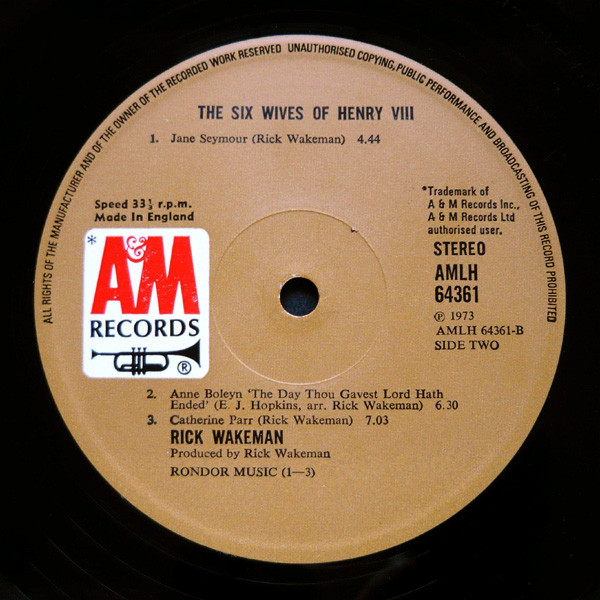 ALL RIGHTS OF THE MANUFACTURER AND OF THE OWNER OF THE RECORDED WORK RESERVED UNAUTHORISED COPYING, PUBLIC PERFORMANCE AND BROADCASTING OF THIS RECORD PROHIBITED
THE SIX WIVES OF HENRY VIII
1. Jane Seymour (Rick Wakeman) 4.44
Speed 33⅓ r.p.m.
Made in England
*
A&M
RECORDS
®
*Trademark of
A & M Records Inc.,
A & M Records Ltd
authorised user.
STEREO
AMLH
64361
℗ 1973
AMLH 64361-B
SIDE TWO
2. Anne Boleyn ‘The Day Thou Gavest Lord Hath
Ended’ (E. J. Hopkins, arr. Rick Wakeman) 6.30
3. Catherine Parr (Rick Wakeman) 7.03
RICK WAKEMAN
Produced by Rick Wakeman
RONDOR MUSIC (1—3)